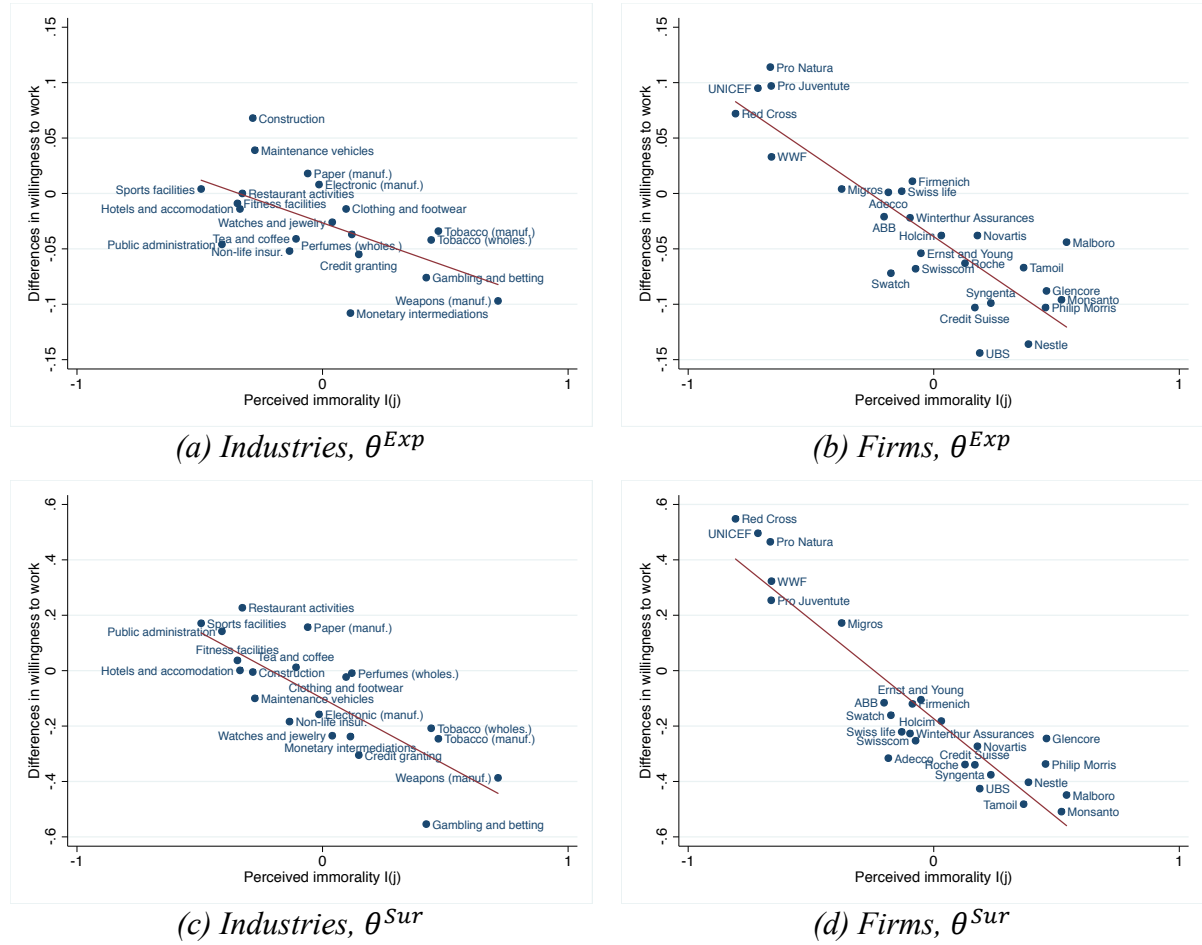 Differences in willingness to work
.15
.1
.05
0
-.05
-.1
-.15
Construction
Maintenance vehicles
Paper (manuf.)
Electronic (manuf.)
Sports facilities
Restaurant activities
Fitness facilities
Hotels and accomodation
Clothing and footwear
Watches and jewelry
Tobacco (manuf.)
Tobacco (wholes.)
Public administration
Tea and coffee
Perfumes (wholes.)
Non-life insur.
Credit granting
Gambling and betting
Weapons (manuf.)
Monetary intermediations
-1
0
1
Perceived immorality I(j)
(a) Industries, θ^Exp
Differences in willingness to work
.15
.1
.05
0
-.05
-.1
-.15
Pro Natura
UNICEF
Pro Juventute
Red Cross
WWF
Firmenich
Migros
Swiss life
Adecco
Winterthur Assurances
ABB
Holcim
Novartis
Malboro
Ernst and Young
Roche
Swisscom
Tamoil
Swatch
Syngenta
Glencore
Monsanto
Credit Suisse
Philip Morris
UBS
Nestle
-1
0
1
Perceived immorality I(j)
(b) Firms, θ^Exp
Differences in willingness to work
.6
.4
.2
0
-.2
-.4
-.6
Restaurant activities
Sports facilities
Public administration
Paper (manuf.)
Fitness facilities
Tea and coffee
Hotels and accomodation
Construction
Perfumes (wholes.)
Clothing and footwear
Maintenance vehicles
Electronic (manuf.)
Non-life insur.
Tobacco (wholes.)
Watches and jewelry
Tobacco (manuf.)
Monetary intermediations
Credit granting
Weapons (manuf.)
Gambling and betting
-1
0
1
Perceived immorality I(j)
(c) Industries, θ^Sur
Differences in willingness to work
.6
.4
.2
0
-.2
-.4
-.6
Red Cross
UNICEF
Pro Natura
WWF
Pro Juventute
Migros
Ernst and Young
ABB
Firmenich
Swatch
Holcim
Swiss life
Winterthur Assurances
Swisscom
Novartis
Glencore
Credit Suisse
Adecco
Roche
Philip Morris
Syngenta
Nestle
UBS
Malboro
Tamoil
Monsanto
-1
0
1
Perceived immorality I(j)
(d) Firms, θ^Sur